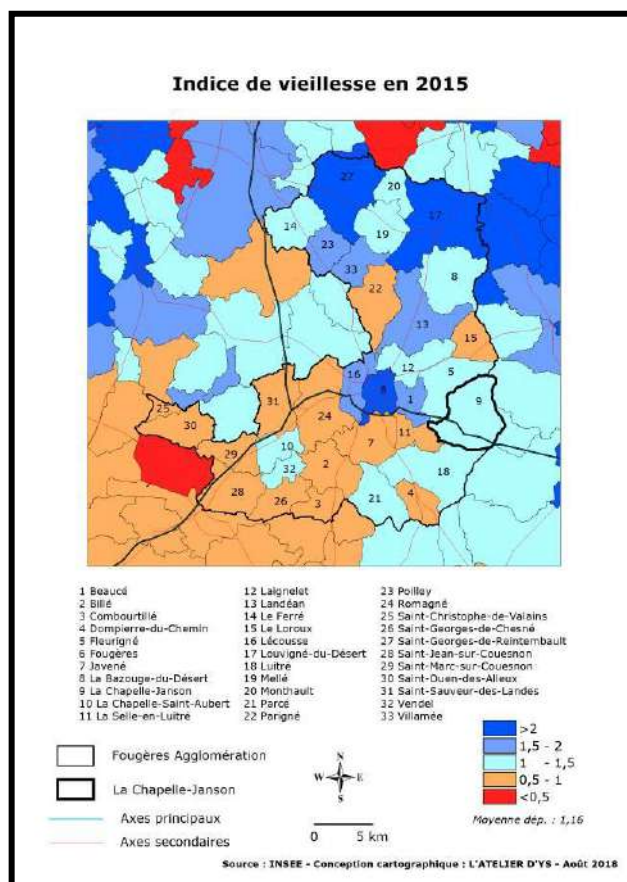 Indice de vieillesse en 2015
27
20
17
14
19
23
33
8
22
13
15
12
5
16
6
1
9
31
25
24
30
11
10
7
29
2
32
18
28
21
4
26
3
1 Beaucé
2 Billé
3 Combourtillé
4 Dompierre-du-Chemin
5 Fleurigné
6 Fougères
7 Javené
8 La Bazouge-du-Désert
9 La Chapelle-Janson
10 La Chapelle-Saint-Aubert
11 La Selle-en-Luitré
12 Laignelet
13 Landéan
14 Le Ferré
15 Le Loroux
16 Lécousse
17 Louvigné-du-Désert
18 Luitré
19 Mellé
20 Monthault
21 Parcé
22 Parigné
23 Poilley
24 Romagné
25 Saint-Christophe-de-Valains
26 Saint-Georges-de-Chesné
27 Saint-Georges-de-Reintembault
28 Saint-Jean-sur-Couesnon
29 Saint-Marc-sur-Couesnon
30 Saint-Ouen-des-Alleux
31 Saint-Sauveur-des-Landes
32 Vendel
33 Villamée
Fougères Agglomération
La Chapelle-Janson
Axes principaux
Axes secondaires
N
W E
S
0 5 km
>2
1,5 - 2
1 - 1,5
0,5 - 1
<0,5
Moyenne dép. : 1,16
Source : INSEE - Conception cartographique : L'ATELIER D'YS - Août 2018